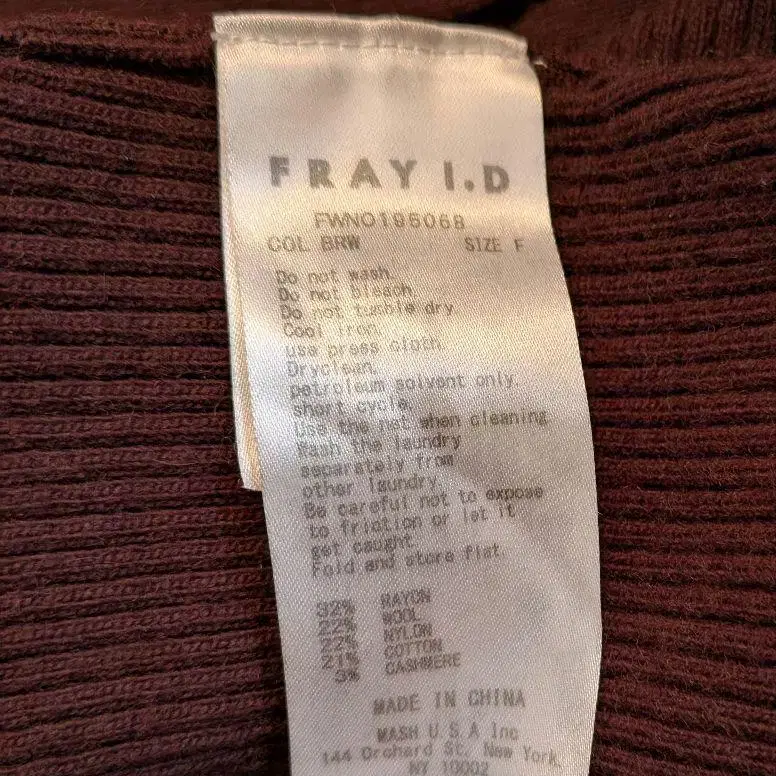 FRAY I.D
FWNO195068
COL BRW SIZE F
Do not wash.
Do not bleach.
Do not tumble dry.
Cool iron.
use press cloth.
Dryclean.
petroleum solvent only.
short cycle.
Use the net when cleaning
Wash the laundry
separately from
other laundry.
Be careful not to expose
to friction or let it
get caught.
Fold and store flat.
32% RAYON
22% WOOL
22% NYLON
21% COTTON
3% CASHMERE
MADE IN CHINA
MASH U.S.A Inc
144 Orchard St. New York,
NY 10002